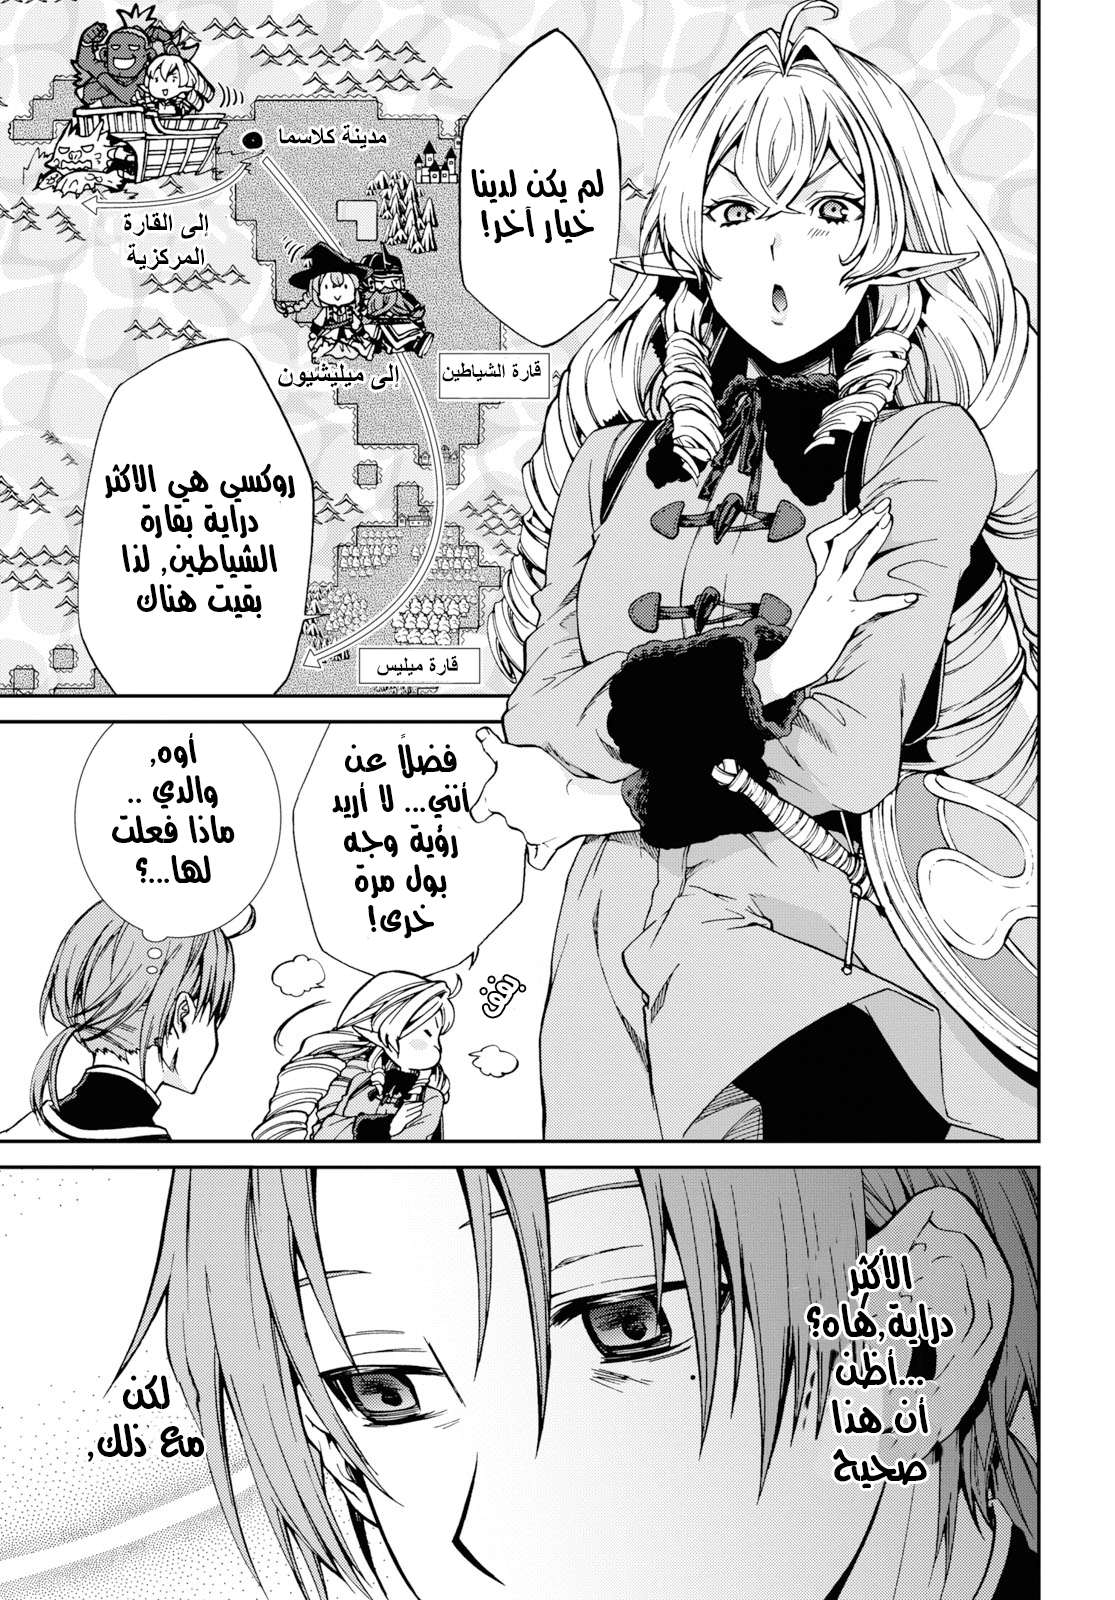 لم يكن لدينا
خيار آخر!
مدينة كلاسما
إلى القارة
المركزية
إلى ميليشيون
قارة الشياطين
قارة ميليس
روكسي هي الاكثر
دراية بقارة
الشياطين, لذا
بقيت هناك
فضلاً عن
أنني... لا أريد
رؤية وجه
بول مرة
خرى!
أوه,
والدي ..
ماذا فعلت
لها...؟
الأكثر
دراية,هاه؟
...أظن
أن هذا
صحيح
لكن
مع ذلك,